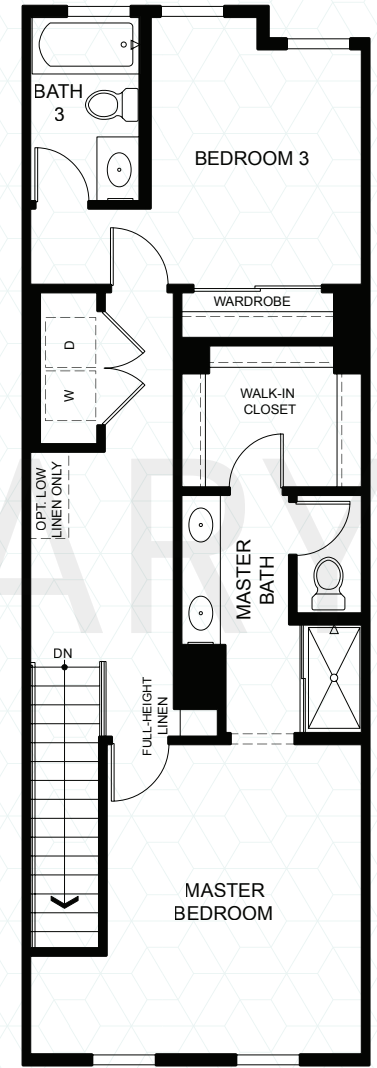 BATH
3
BEDROOM 3
WARDROBE
D
W
WALK-IN
CLOSET
OPT. LOW
LINEN ONLY
MASTER
BATH
DN
FULL-HEIGHT
LINEN
MASTER
BEDROOM
ARY